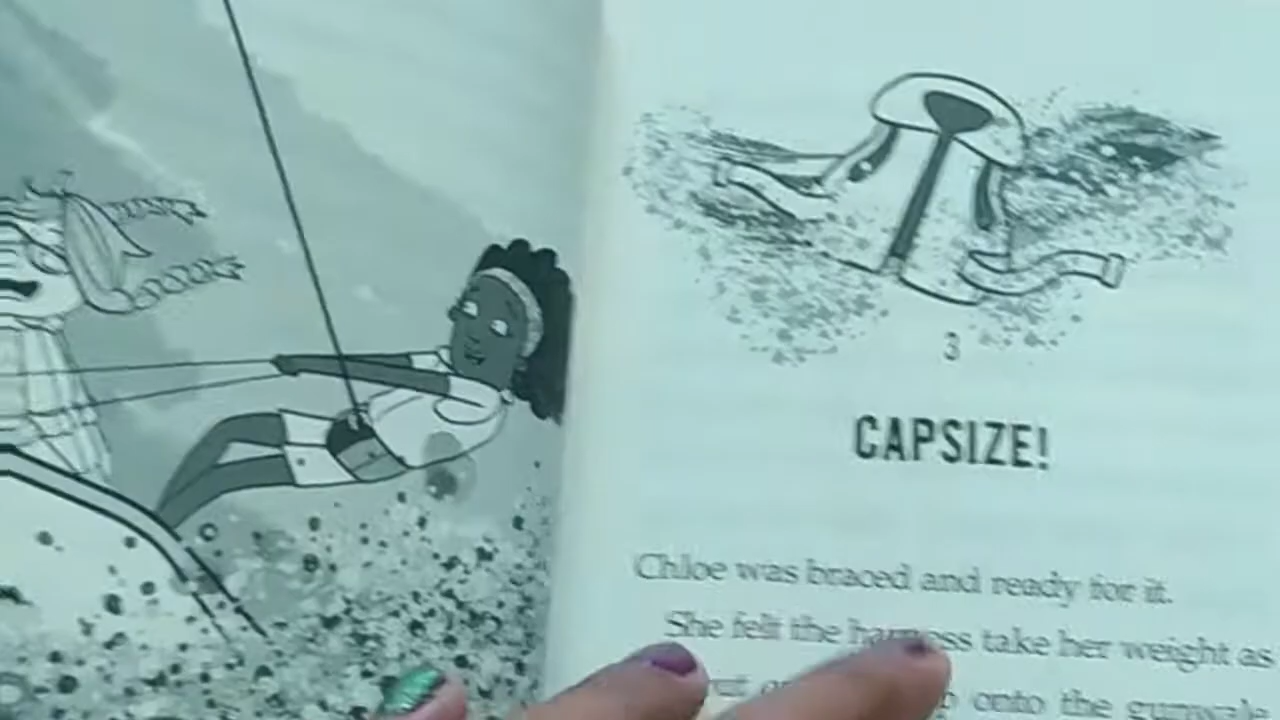 3
CAPSIZE!
Chloe was braced and ready for it.
She felt the harness take her weight as
onto the gunwale